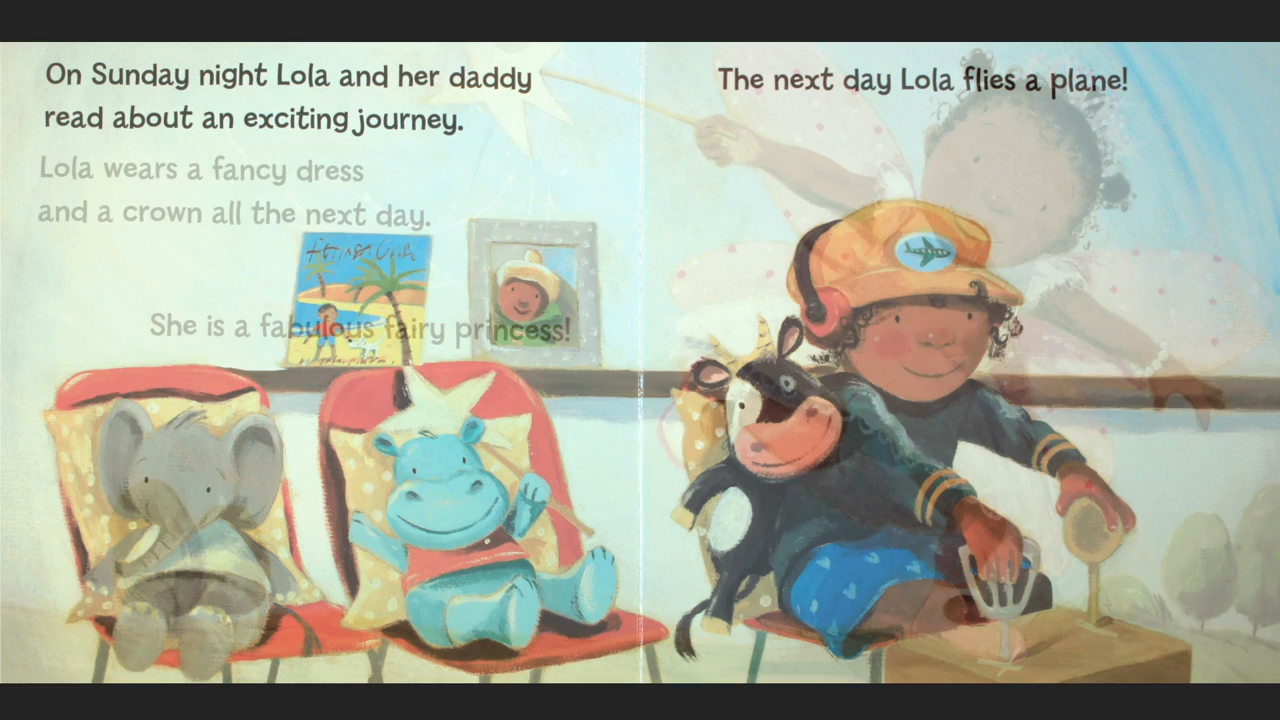 On Sunday night Lola and her daddy
read about an exciting journey.
Lola wears a fancy dress
and a crown all the next day.
She is a fabulous fairy princess!
The next day Lola flies a plane!